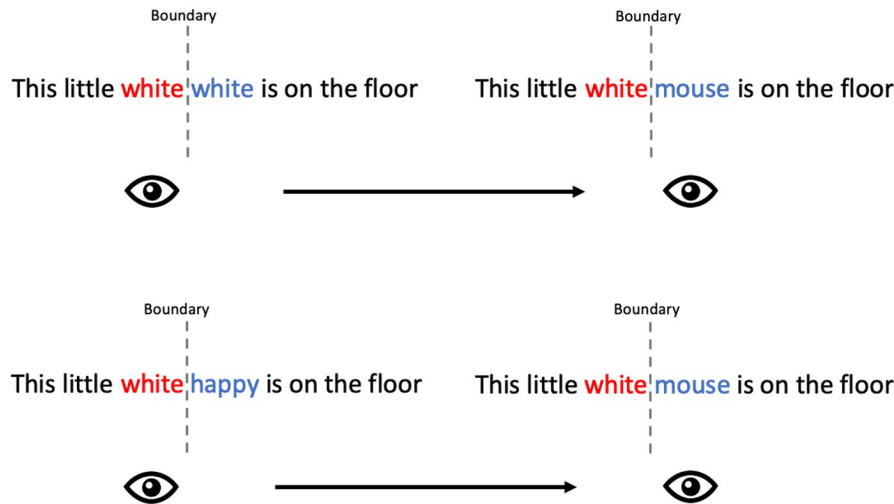 Boundary
Boundary
This little white white is on the floor
This little white mouse is on the floor
Boundary
Boundary
This little white happy is on the floor
This little white mouse is on the floor